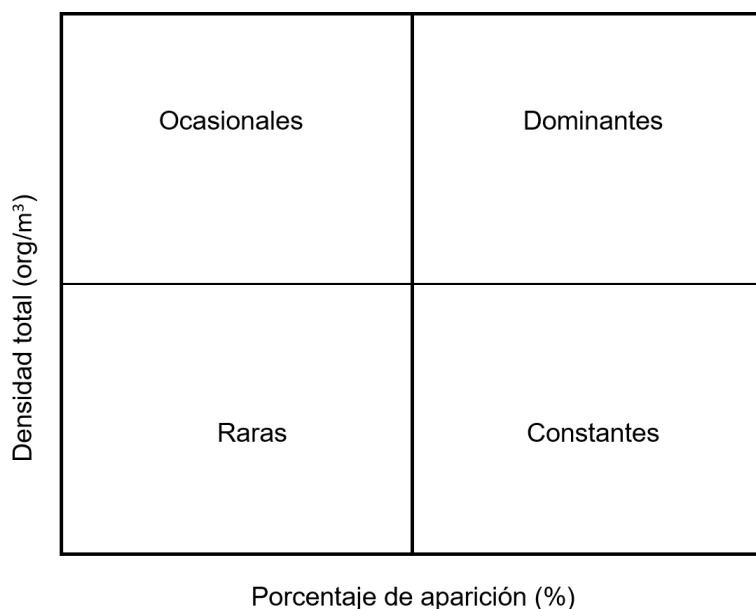 Ocasionales
Dominantes
Densidad total (org/m³)
Raras
Constantes
Porcentaje de aparición (%)